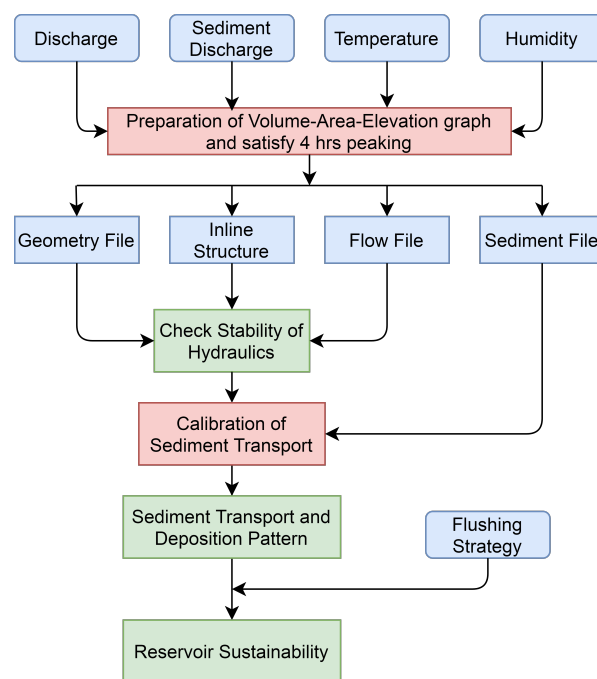 Discharge
Sediment
Discharge
Temperature
Humidity
Preparation of Volume-Area-Elevation graph
and satisfy 4 hrs peaking
Geometry File
Inline
Structure
Flow File
Sediment File
Check Stability of
Hydraulics
Calibration of
Sediment Transport
Sediment Transport and
Deposition Pattern
Flushing
Strategy
Reservoir Sustainability